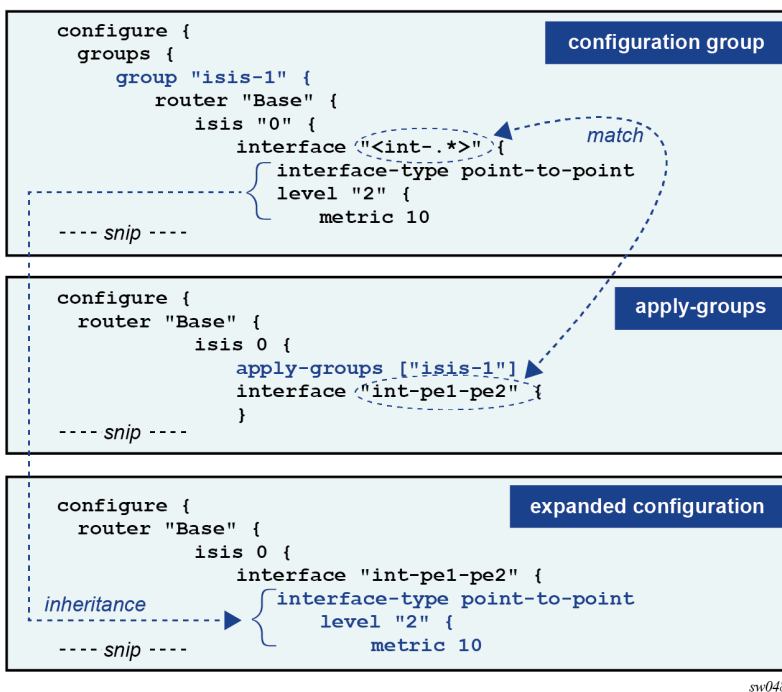 configure {
configuration group
groups {
group "isis-1" {
router "Base" {
isis "0" {
interface "<int-.*>" {
match
interface-type point-to-point
level "2" {
metric 10
---- snip ----
configure {
apply-groups
router "Base" {
isis 0 {
apply-groups ["isis-1"]
interface "int-pe1-pe2" {
}
---- snip ----
configure {
expanded configuration
router "Base" {
isis 0 {
interface "int-pe1-pe2" {
inheritance
interface-type point-to-point
level "2" {
metric 10
---- snip ----